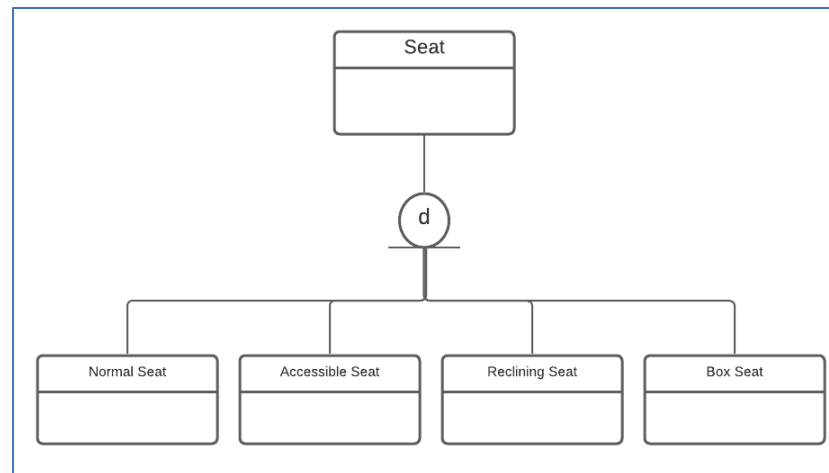 Seat
d
Normal Seat
Accessible Seat
Reclining Seat
Box Seat